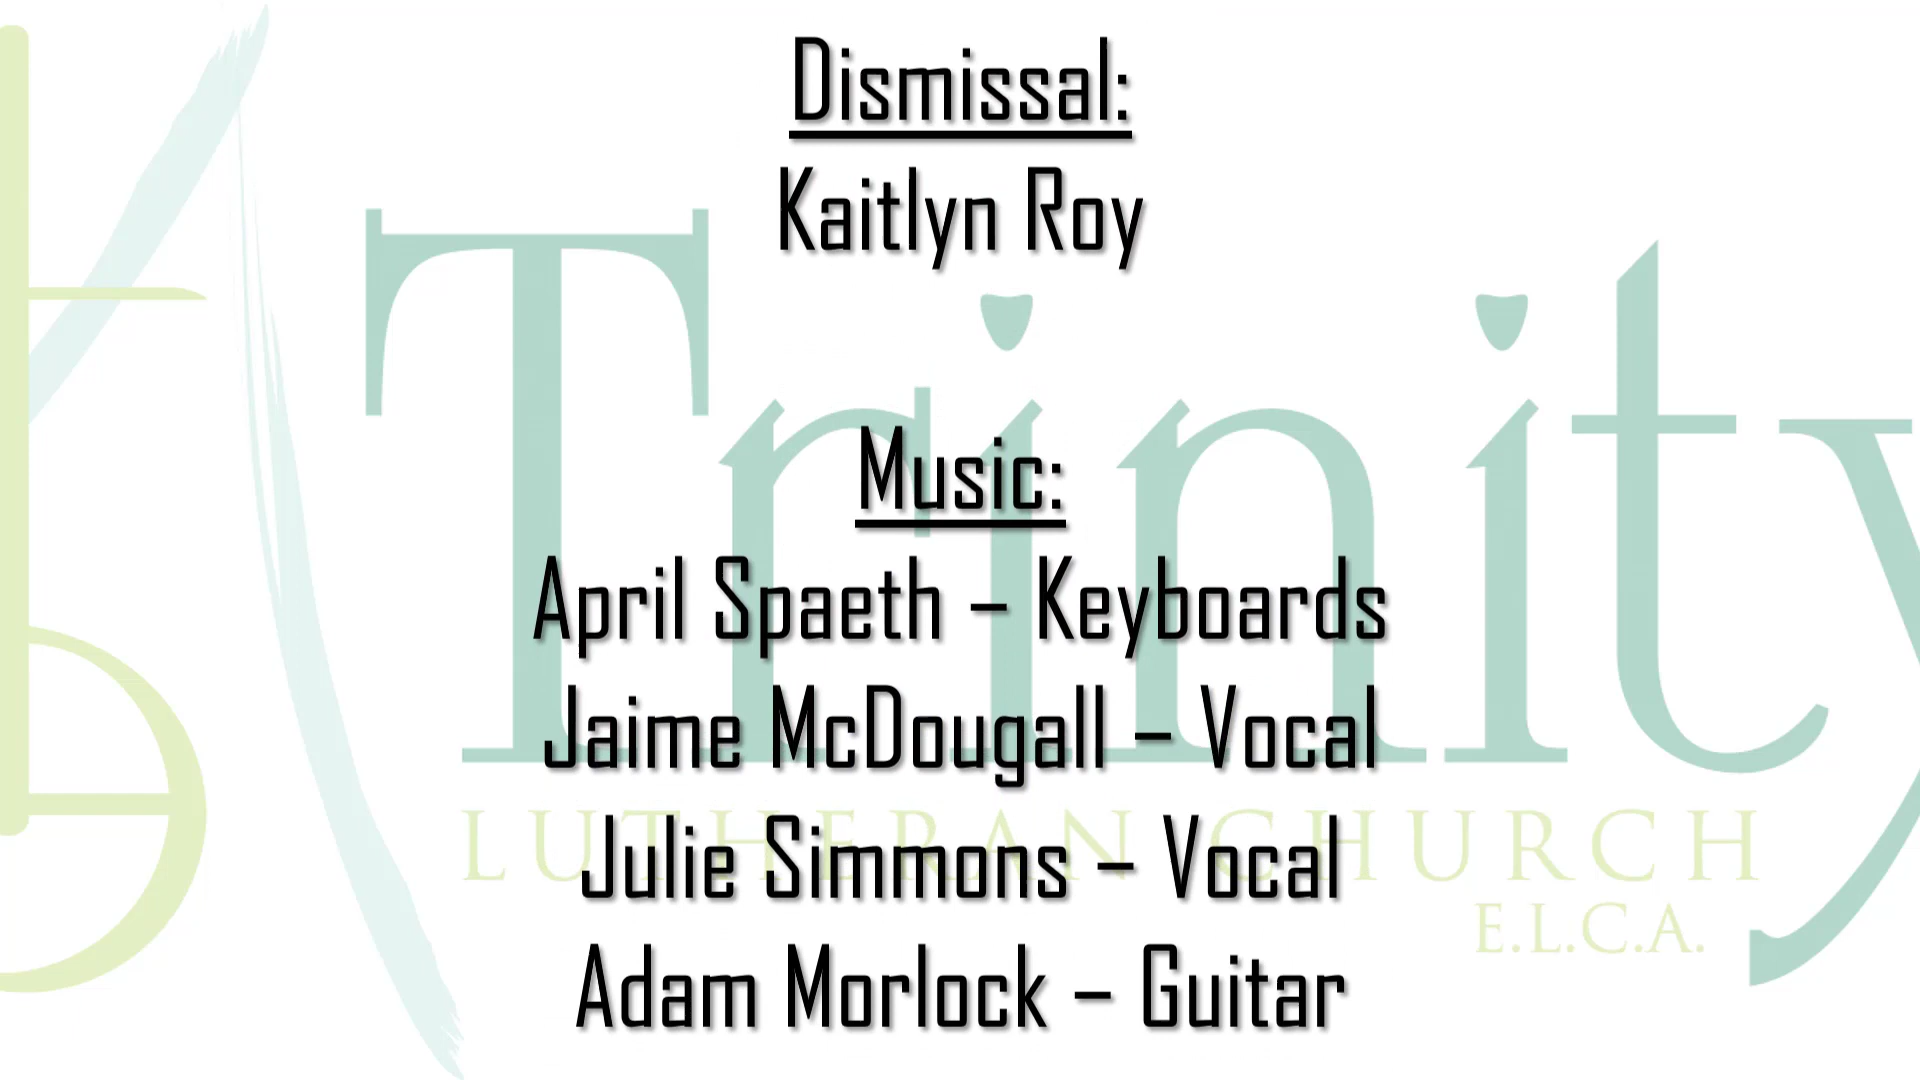 Dismissal:
Kaitlyn Roy
Music:
April Spaeth – Keyboards
Jaime McDougall – Vocal
Julie Simmons – Vocal
Adam Morlock – Guitar
Trinity
LUTHERAN CHURCH
E.L.C.A.